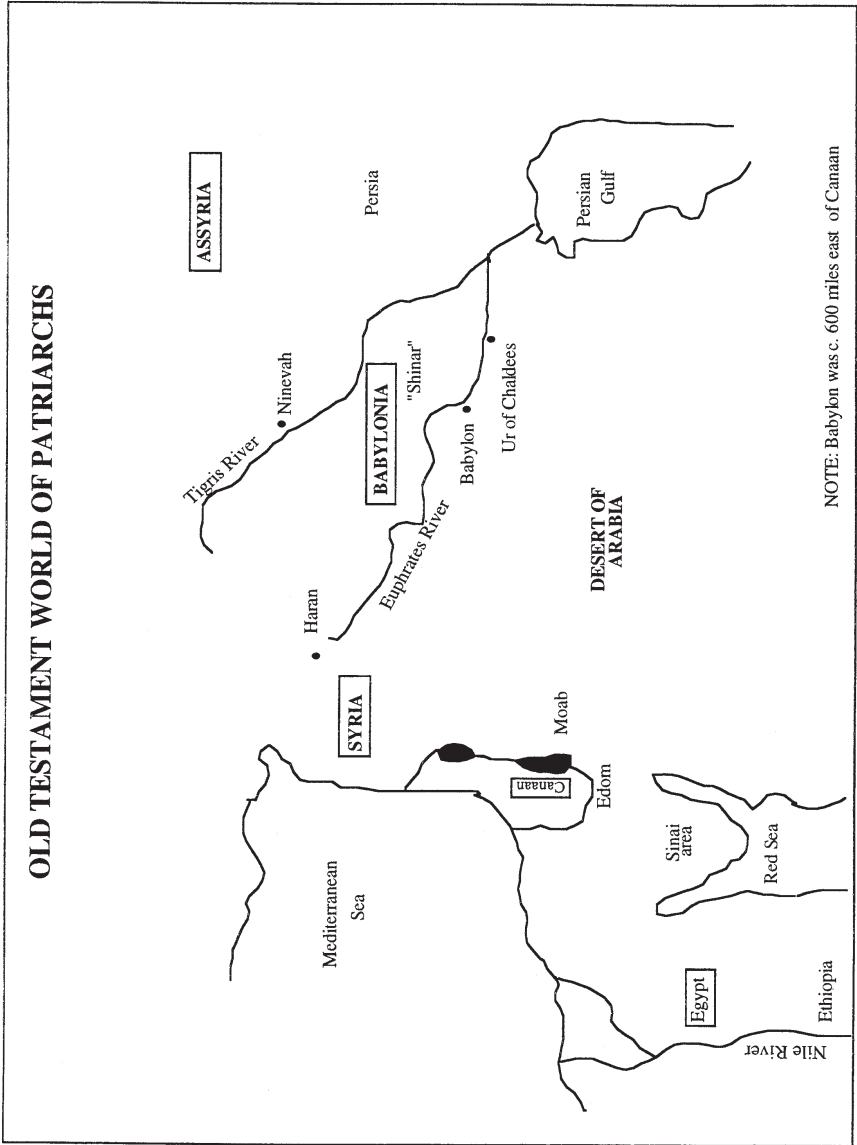 OLD TESTAMENT WORLD OF PATRIARCHS
ASSYRIA
Tigris River
Ninevah
Persia
Haran
SYRIA
BABYLONIA
"Shinar"
Euphrates River
Babylon
Ur of Chaldees
Persian
Gulf
Mediterranean
Sea
Canaan
Moab
Edom
DESERT OF
ARABIA
Sinai
area
Red Sea
Egypt
Nile River
Ethiopia
NOTE: Babylon was c. 600 miles east of Canaan